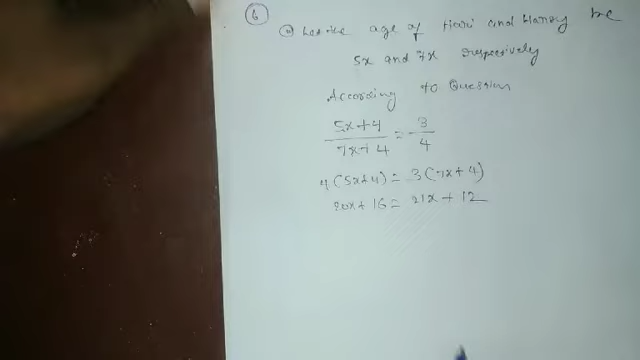 6
a) Let the age of Hari and Harry be
5x and 7x respectively
According to Question
5x+4 / 7x+4 = 3/4
4(5x+4) = 3(7x+4)
20x+16 = 21x+12